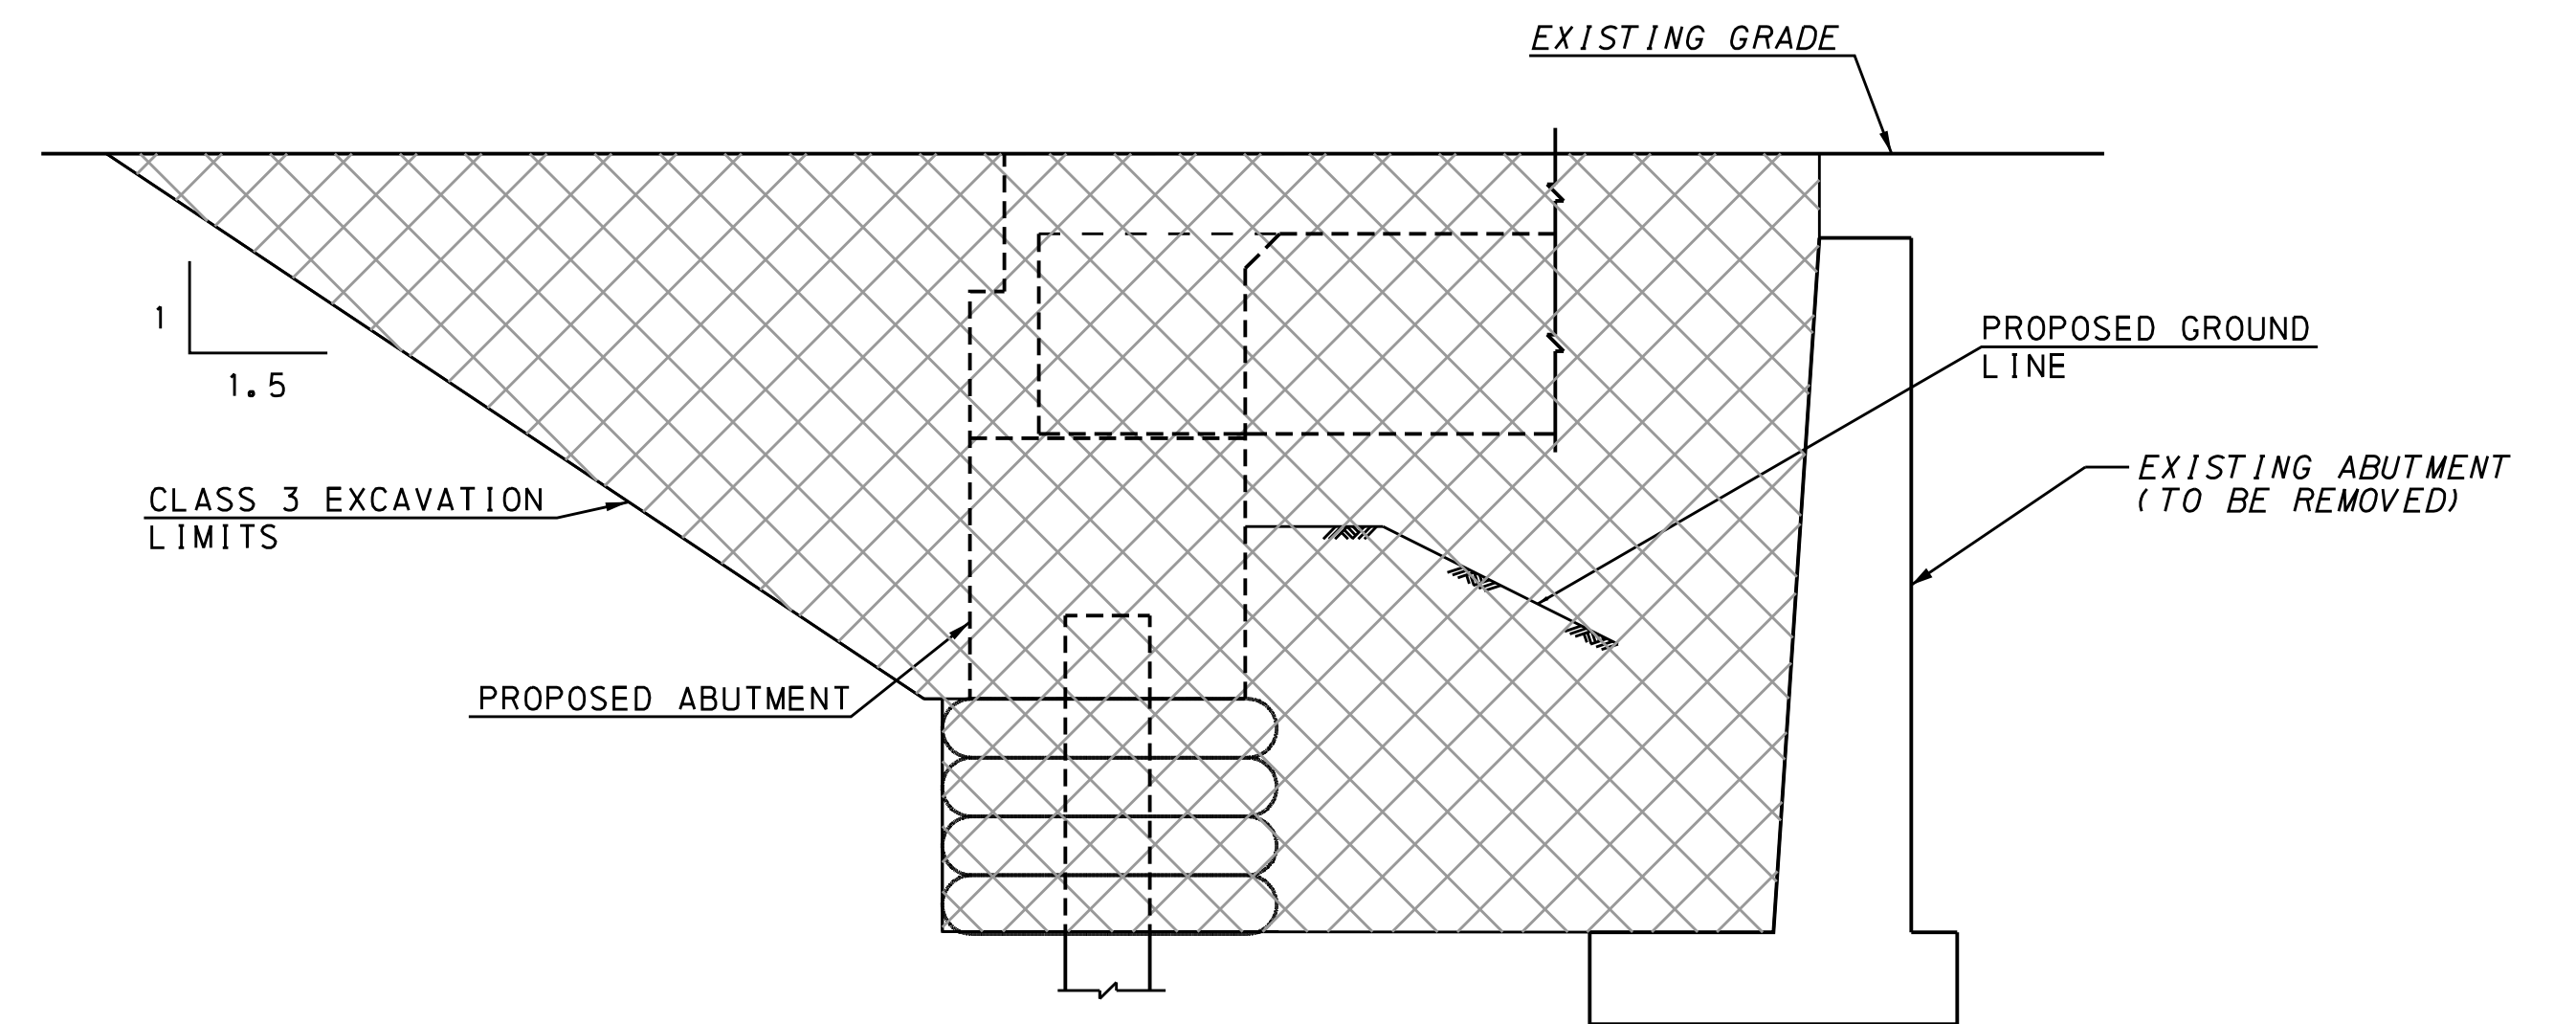 EXISTING GRADE
1
1.5
PROPOSED GROUND
LINE
CLASS 3 EXCAVATION
LIMITS
EXISTING ABUTMENT
(TO BE REMOVED)
PROPOSED ABUTMENT